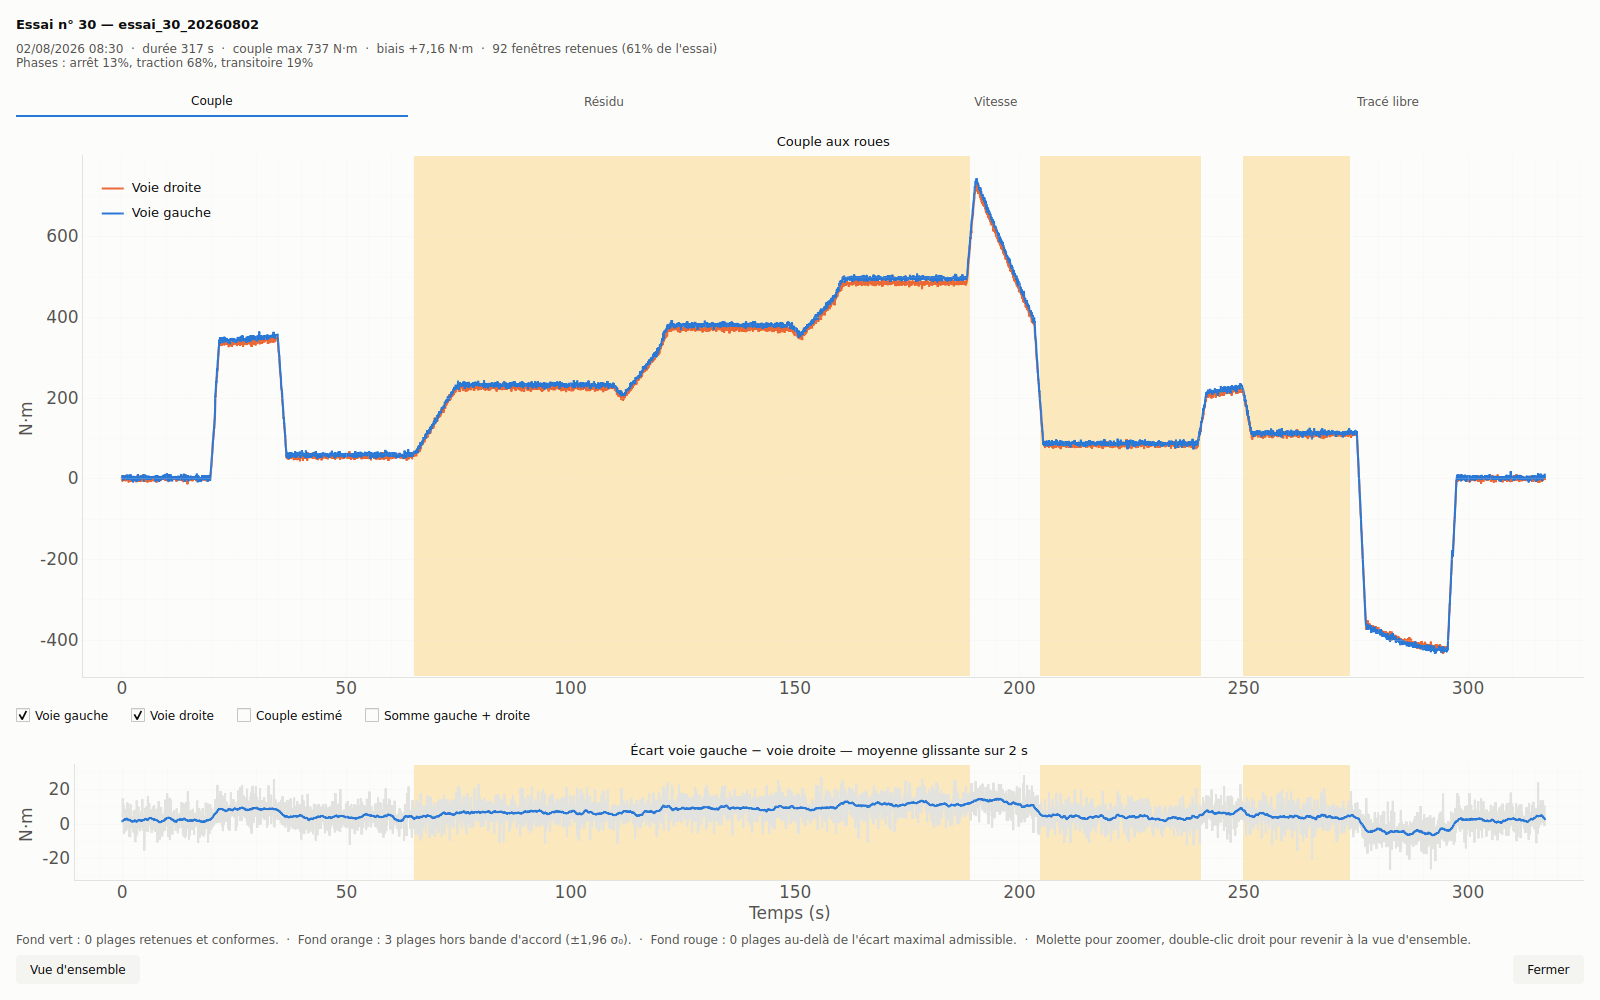 Essai n° 30 — essai_30_20260802
02/08/2026 08:30 · durée 317 s · couple max 737 N·m · biais +7,16 N·m · 92 fenêtres retenues (61% de l'essai)
Phases : arrêt 13%, traction 68%, transitoire 19%
Couple Résidu Vitesse Tracé libre
Couple aux roues
Voie droite
Voie gauche
600
400
200
0
-200
-400
N·m
0 50 100 150 200 250 300
Voie gauche Voie droite Couple estimé Somme gauche + droite
Écart voie gauche − voie droite — moyenne glissante sur 2 s
20
0
-20
N·m
0 50 100 150 200 250 300
Temps (s)
Fond vert : 0 plages retenues et conformes. · Fond orange : 3 plages hors bande d'accord (±1,96 σ₀). · Fond rouge : 0 plages au-delà de l'écart maximal admissible. · Molette pour zoomer, double-clic droit pour revenir à la vue d'ensemble.
Vue d'ensemble Fermer